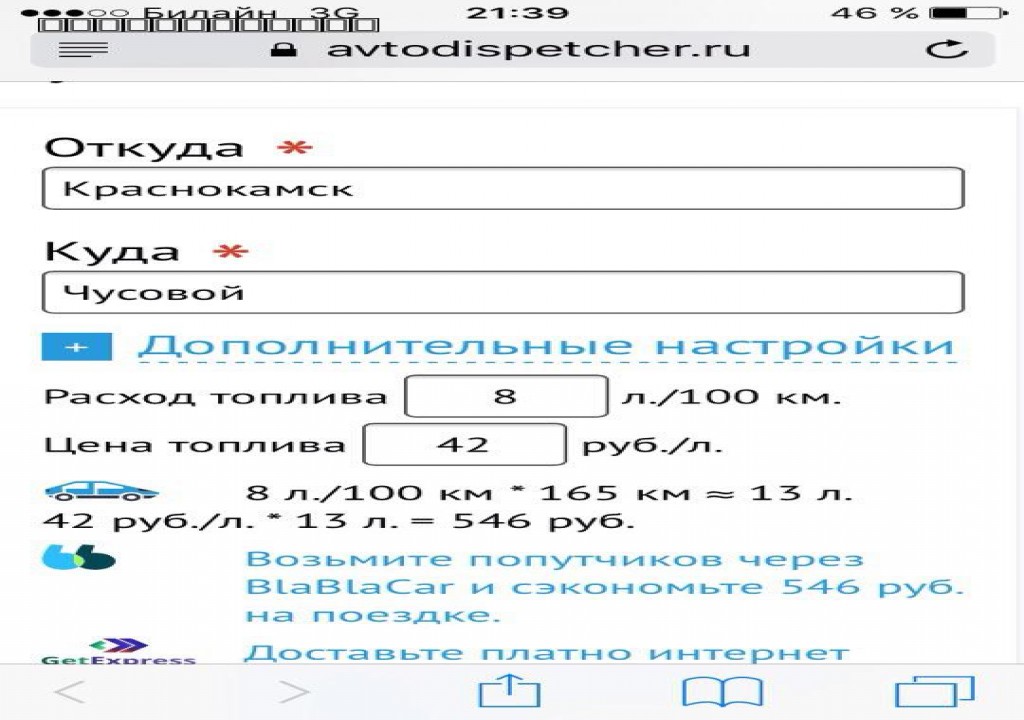 Билайн 3G 21:39 46 %
avtodispetcher.ru
Откуда *
Краснокамск
Куда *
Чусовой
+ Дополнительные настройки
Расход топлива 8 л./100 км.
Цена топлива 42 руб./л.
8 л./100 км * 165 км ≈ 13 л.
42 руб./л. * 13 л. = 546 руб.
Возьмите попутчиков через
BlaBlaCar и сэкономьте 546 руб.
на поездке.
GetExpress Доставьте платно интернет